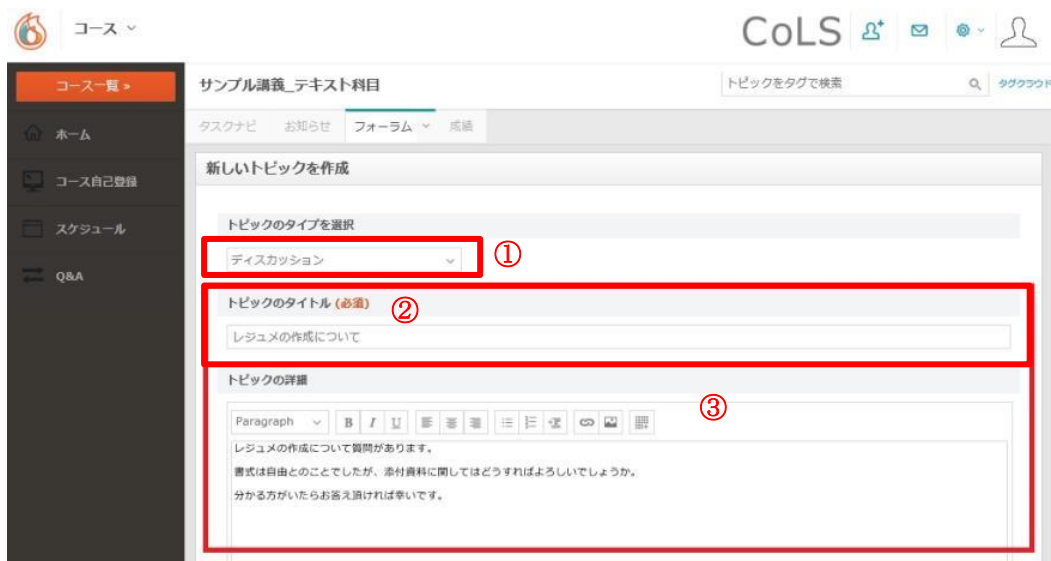 コース
CoLS
コース一覧 »
サンプル講義_テキスト科目
トピックをタグで検索
タグクラウド
ホーム
コース自己登録
スケジュール
Q&A
タスクナビ お知らせ フォーラム 成績
新しいトピックを作成
トピックのタイプを選択
ディスカッション
①
トピックのタイトル (必須)
②
レジュメの作成について
トピックの詳細
③
Paragraph B I U
レジュメの作成について質問があります。
書式は自由とのことでしたが、添付資料に関してはどうすればよろしいでしょうか。
分かる方がいたらお答え頂ければ幸いです。